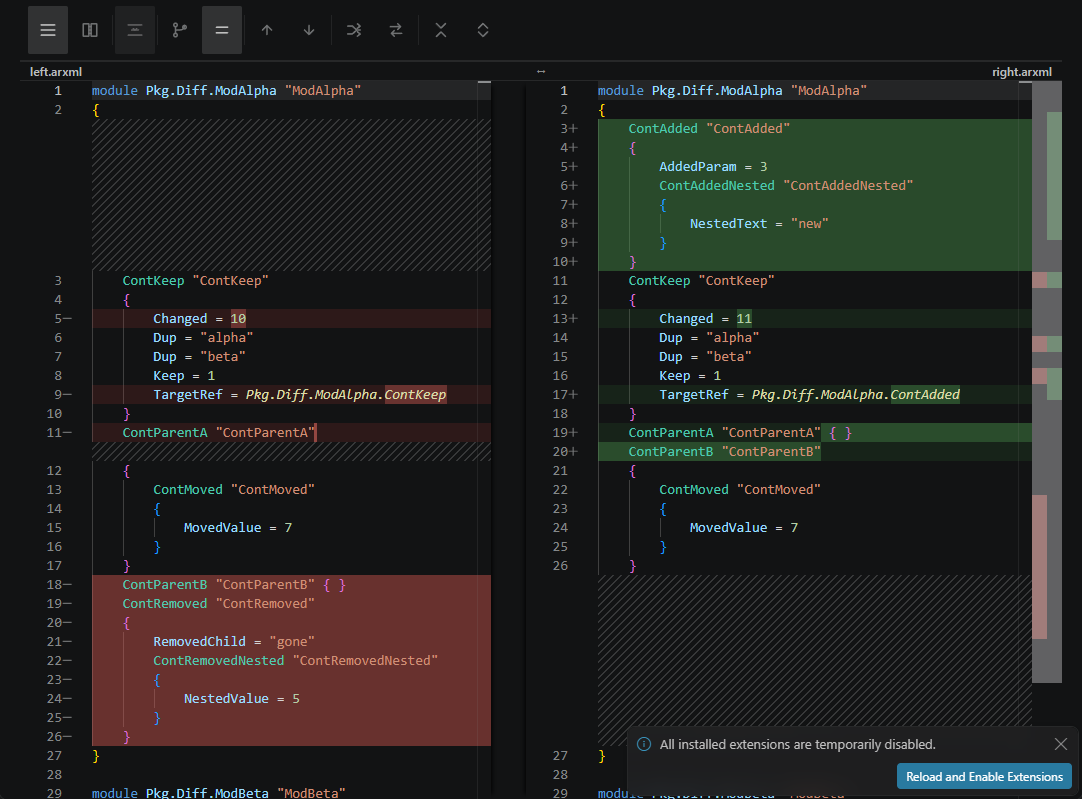 left.arxml
↔
right.arxml
1 module Pkg.Diff.ModAlpha "ModAlpha"
2 {
3 ContKeep "ContKeep"
4 {
5− Changed = 10
6 Dup = "alpha"
7 Dup = "beta"
8 Keep = 1
9− TargetRef = Pkg.Diff.ModAlpha.ContKeep
10 }
11− ContParentA "ContParentA"
12 {
13 ContMoved "ContMoved"
14 {
15 MovedValue = 7
16 }
17 }
18− ContParentB "ContParentB" { }
19− ContRemoved "ContRemoved"
20− {
21− RemovedChild = "gone"
22− ContRemovedNested "ContRemovedNested"
23− {
24− NestedValue = 5
25− }
26− }
27 }
28
29 module Pkg.Diff.ModBeta "ModBeta"
1 module Pkg.Diff.ModAlpha "ModAlpha"
2 {
3+ ContAdded "ContAdded"
4+ {
5+ AddedParam = 3
6+ ContAddedNested "ContAddedNested"
7+ {
8+ NestedText = "new"
9+ }
10+ }
11 ContKeep "ContKeep"
12 {
13+ Changed = 11
14 Dup = "alpha"
15 Dup = "beta"
16 Keep = 1
17+ TargetRef = Pkg.Diff.ModAlpha.ContAdded
18 }
19+ ContParentA "ContParentA" { }
20+ ContParentB "ContParentB"
21 {
22 ContMoved "ContMoved"
23 {
24 MovedValue = 7
25 }
26 }
27 }
28
29
All installed extensions are temporarily disabled.
Reload and Enable Extensions